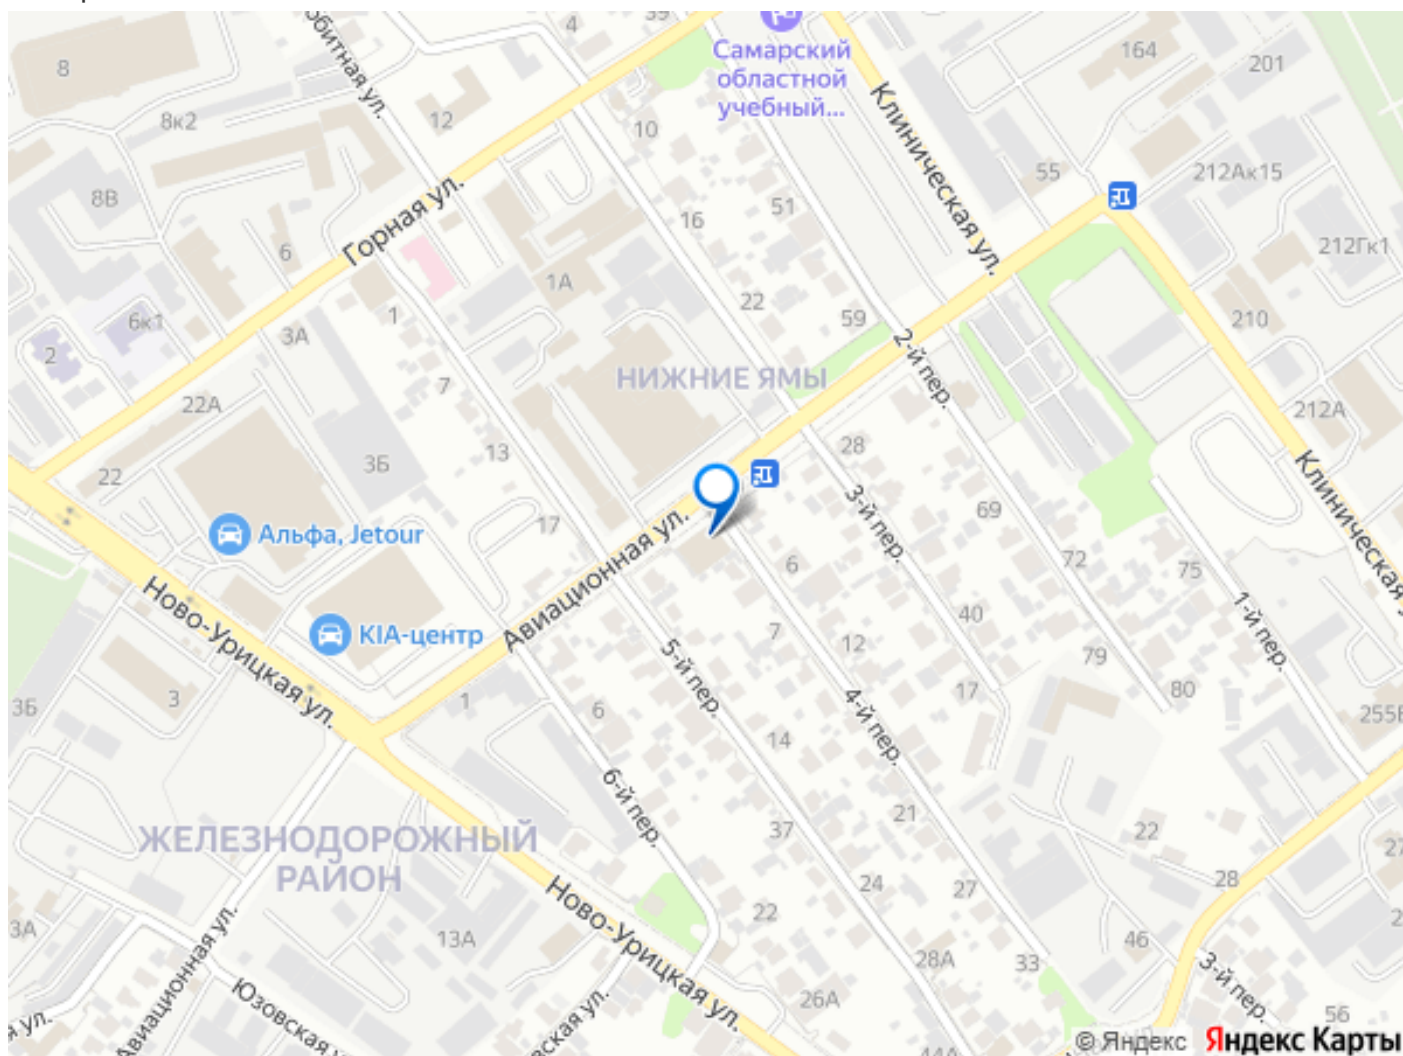 4
8
Самарский
областной
учебный...
164
201
8к2
12
10
Клиническая ул.
55
212Ак15
8В
Горная ул.
16
51
6
212Гк1
1А
22
59
6к1
1
3А
2
210
2-й пер.
НИЖНИЕ ЯМЫ
7
22А
212А
28
13
3Б
22
Клиническая
3-й пер.
69
17
Альфа, Jetour
Авиационная ул.
72
75
6
Ново-Урицкая ул.
1-й пер.
40
KIA-центр
7
12
5-й пер.
79
17
80
3
1
6
3Б
4-й пер.
14
6-й пер.
21
ЖЕЛЕЗНОДОРОЖНЫЙ
РАЙОН
37
22
28
24
27
Ново-Урицкая ул.
22
13А
46
3А
Авиационная ул.
28А
33
3-й пер.
Юзовская
26А
56
ул.
© Яндекс Яндекс Карты